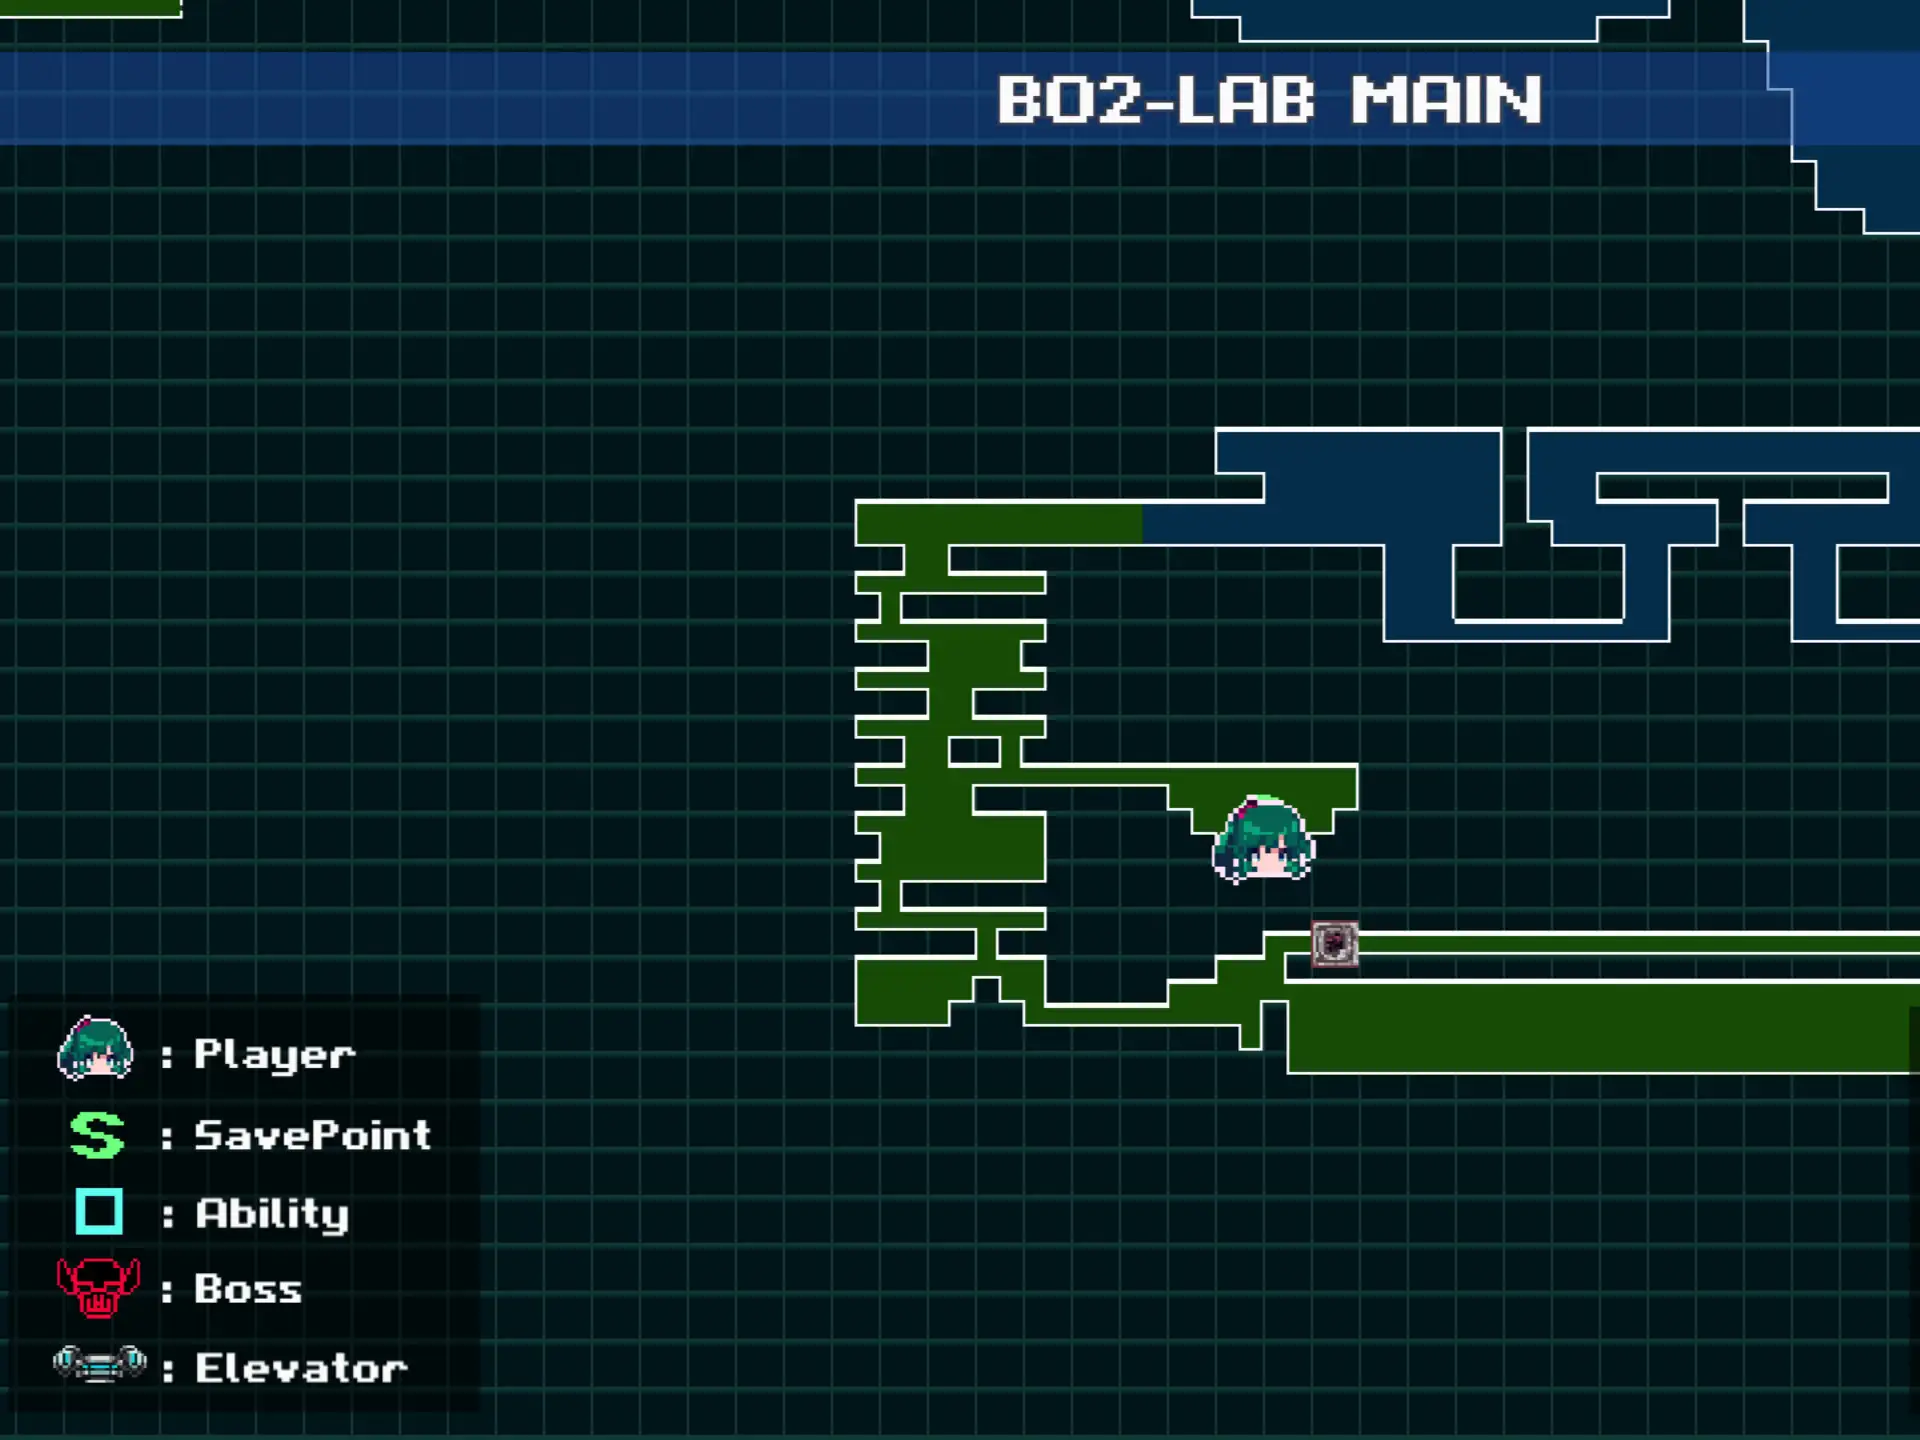 B02-LAB MAIN
: Player
S : SavePoint
: Ability
: Boss
: Elevator